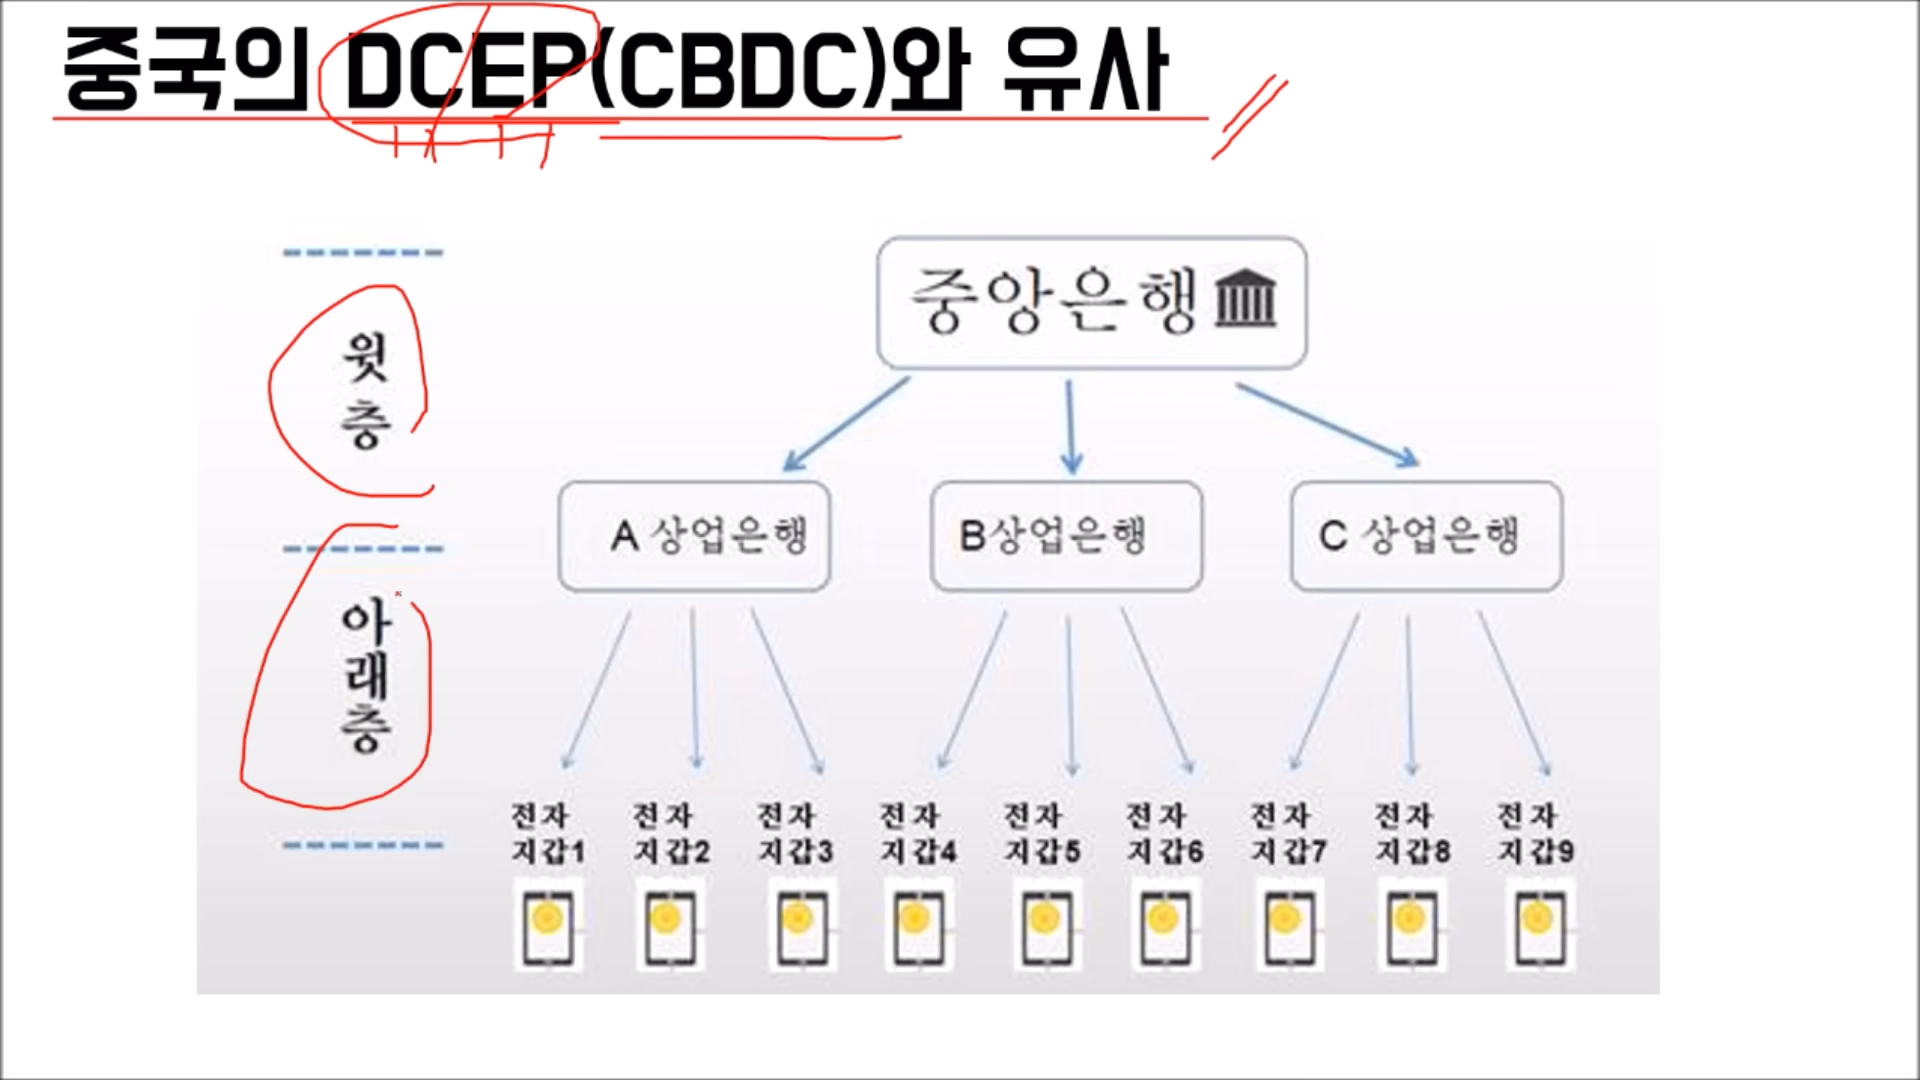 중국의 DCEP(CBDC)와 유사
중앙은행
윗층
A 상업은행
B상업은행
C 상업은행
아래층
전자 지갑1
전자 지갑2
전자 지갑3
전자 지갑4
전자 지갑5
전자 지갑6
전자 지갑7
전자 지갑8
전자 지갑9